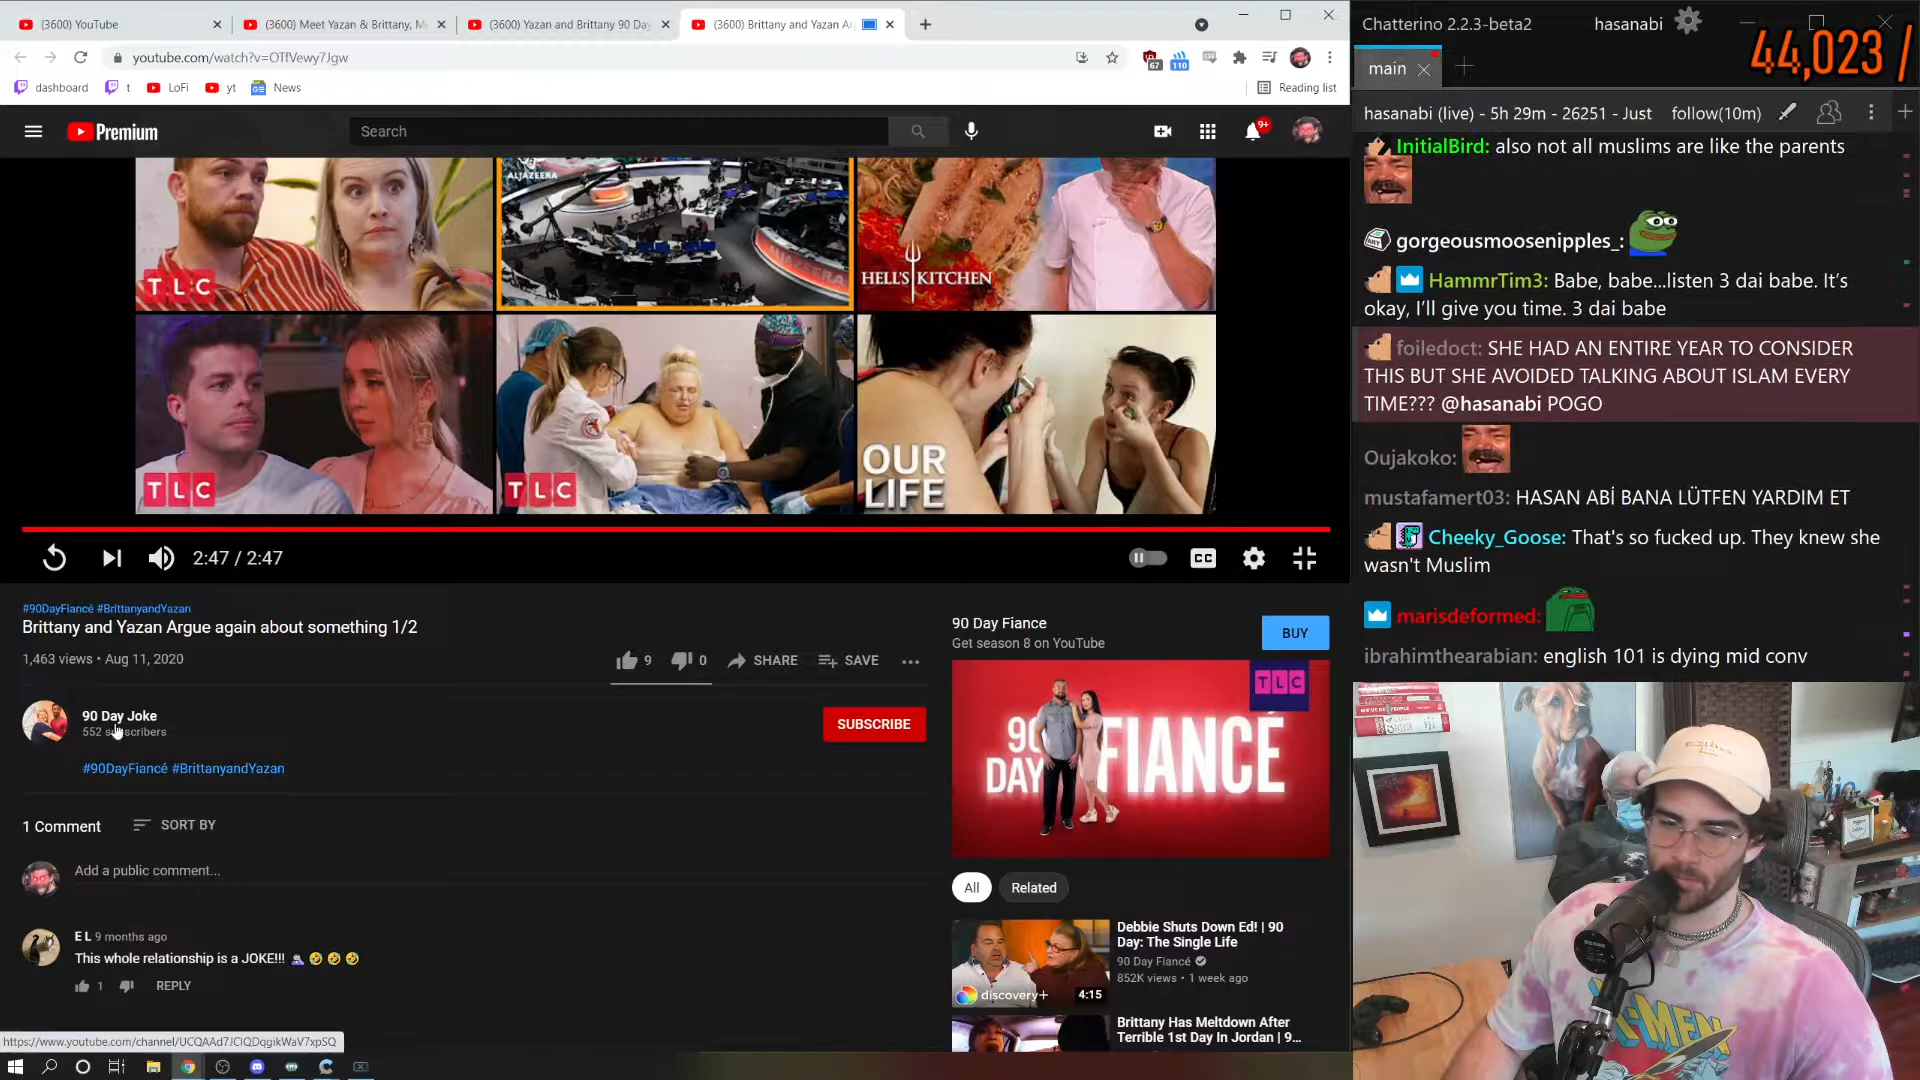 (3600) YouTube
(3600) Meet Yazan & Brittany, M
(3600) Yazan and Brittany 90 Da
(3600) Brittany and Yazan Ar
youtube.com/watch?v=OTfVewy7Jgw
67
110
dashboard
t
LoFi
yt
News
Reading list
Premium
Search
9+
TLC
ALJAZEERA
HELL'S KITCHEN
TLC
TLC
OUR
LIFE
2:47 / 2:47
CC
#90DayFiancé #BrittanyandYazan
Brittany and Yazan Argue again about something 1/2
1,463 views • Aug 11, 2020
9
0
SHARE
SAVE
90 Day Joke
552 subscribers
SUBSCRIBE
#90DayFiancé #BrittanyandYazan
1 Comment
SORT BY
Add a public comment...
E L 9 months ago
This whole relationship is a JOKE!!!
1
REPLY
https://www.youtube.com/channel/UCQAAd7JCIQDqgikWaV7xpSQ
90 Day Fiance
Get season 8 on YouTube
BUY
TLC
90
DAY FIANCÉ
All
Related
Debbie Shuts Down Ed! | 90
Day: The Single Life
90 Day Fiancé
852K views • 1 week ago
discovery+
4:15
Brittany Has Meltdown After
Terrible 1st Day In Jordan | 9...
Chatterino 2.2.3-beta2
hasanabi
44,023 /
main
hasanabi (live) - 5h 29m - 26251 - Just
follow(10m)
InitialBird: also not all muslims are like the parents
gorgeousmoosenipples_:
HammrTim3: Babe, babe...listen 3 dai babe. It's
okay, I'll give you time. 3 dai babe
foiledoct: SHE HAD AN ENTIRE YEAR TO CONSIDER
THIS BUT SHE AVOIDED TALKING ABOUT ISLAM EVERY
TIME??? @hasanabi POGO
Oujakoko:
mustafamert03: HASAN ABİ BANA LÜTFEN YARDIM ET
Cheeky_Goose: That's so fucked up. They knew she
wasn't Muslim
marisdeformed:
ibrahimthearabian: english 101 is dying mid conv
X-MEN